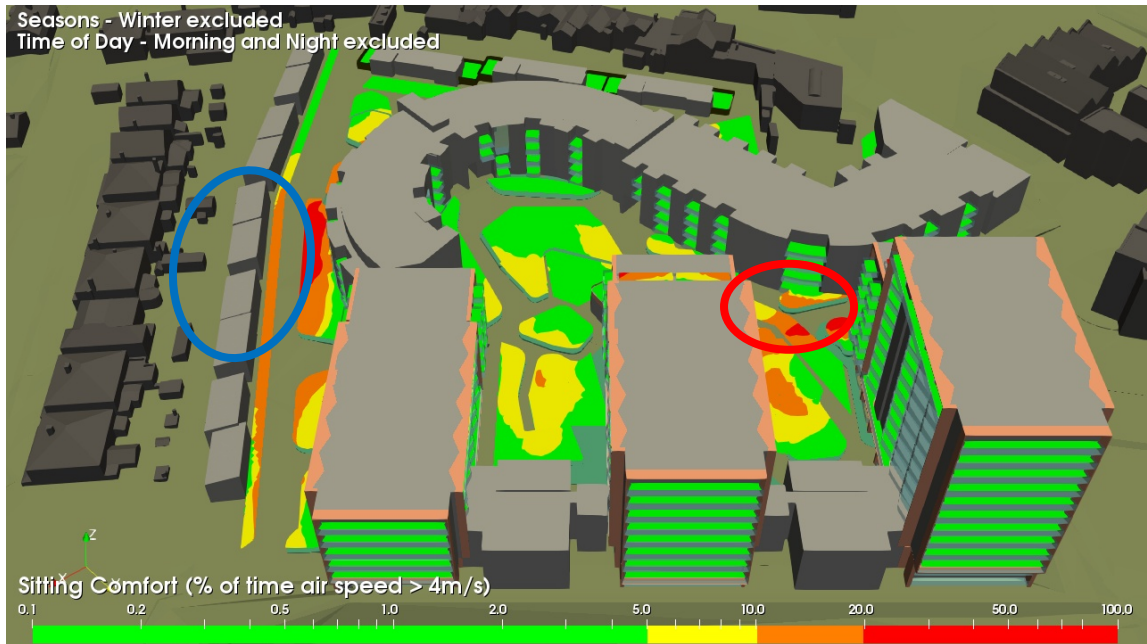 Seasons - Winter excluded
Time of Day - Morning and Night excluded
Z
X
Sitting Comfort (% of time air speed > 4m/s)
0.1 0.2 0.5 1.0 2.0 5.0 10.0 20.0 50.0 100.0